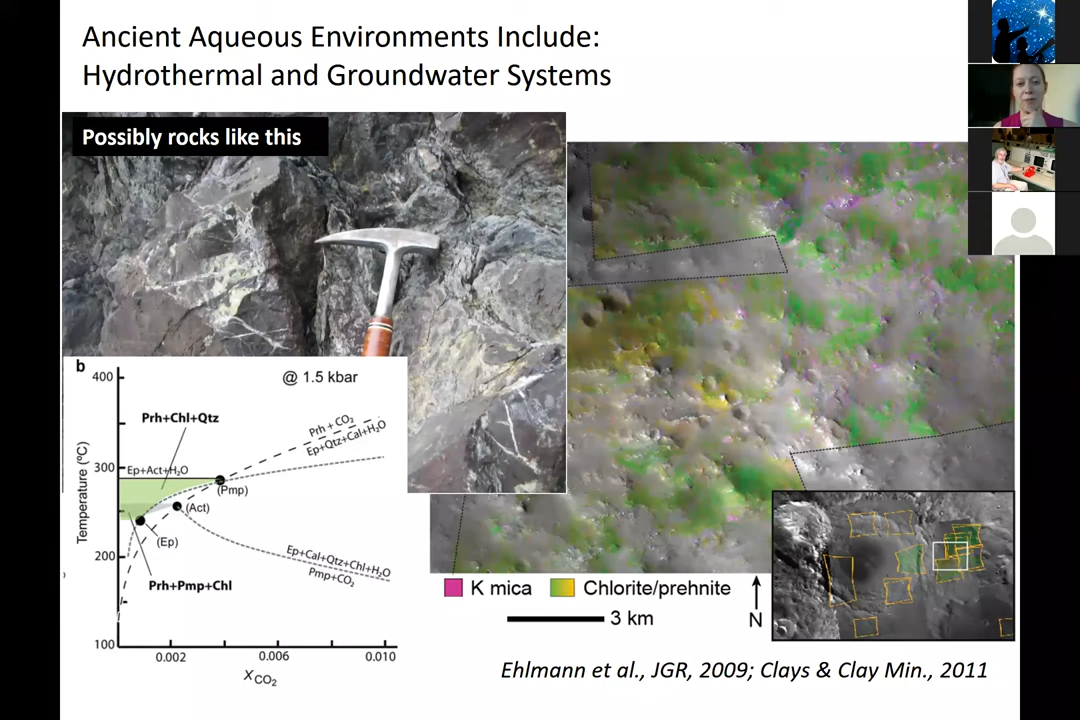 Ancient Aqueous Environments Include:
Hydrothermal and Groundwater Systems
Possibly rocks like this
b
400
@ 1.5 kbar
Prh+Chl+Qtz
Prh + CO₂
Ep+Qtz+Cal+H₂O
300
Ep+Act+H₂O
(Pmp)
(Act)
(Ep)
200
Ep+Cal+Qtz+Chl+H₂O
Pmp+CO₂
Prh+Pmp+Chl
100
Temperature (ºC)
0.002
0.006
0.010
XCO₂
K mica
Chlorite/prehnite
3 km
N
Ehlmann et al., JGR, 2009; Clays & Clay Min., 2011